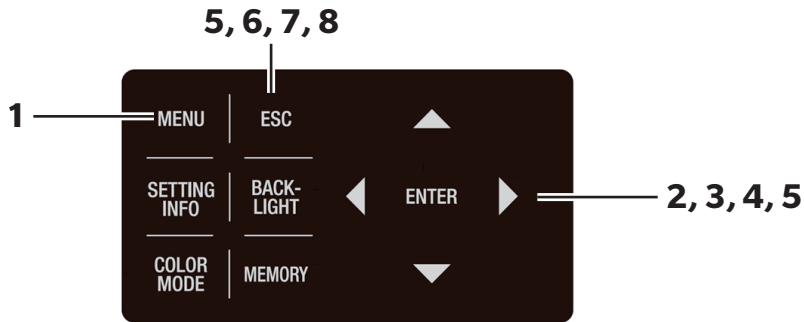 5, 6, 7, 8
1
MENU
ESC
SETTING
INFO
BACK-
LIGHT
ENTER
2, 3, 4, 5
COLOR
MODE
MEMORY